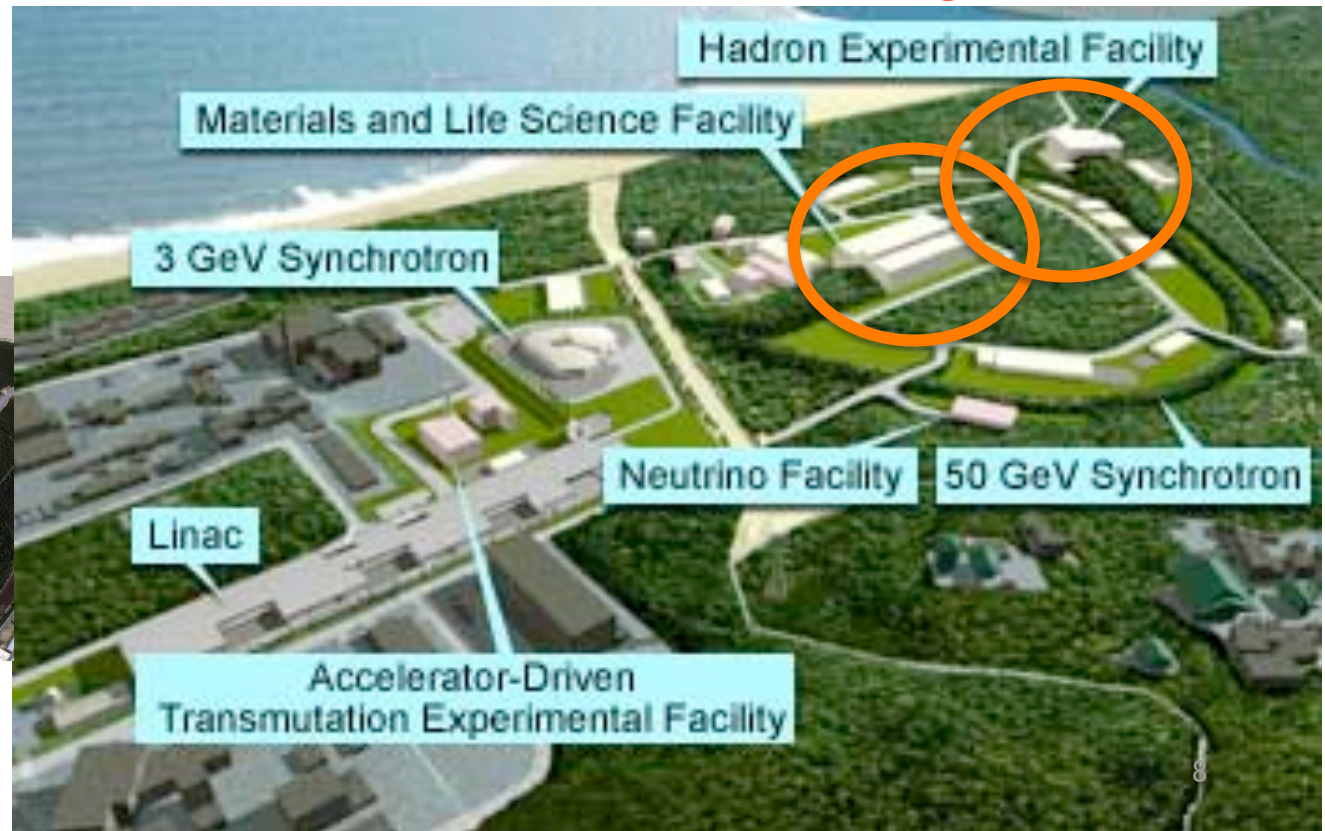 Hadron Experimental Facility
Materials and Life Science Facility
3 GeV Synchrotron
Neutrino Facility
50 GeV Synchrotron
Linac
Accelerator-Driven
Transmutation Experimental Facility
8